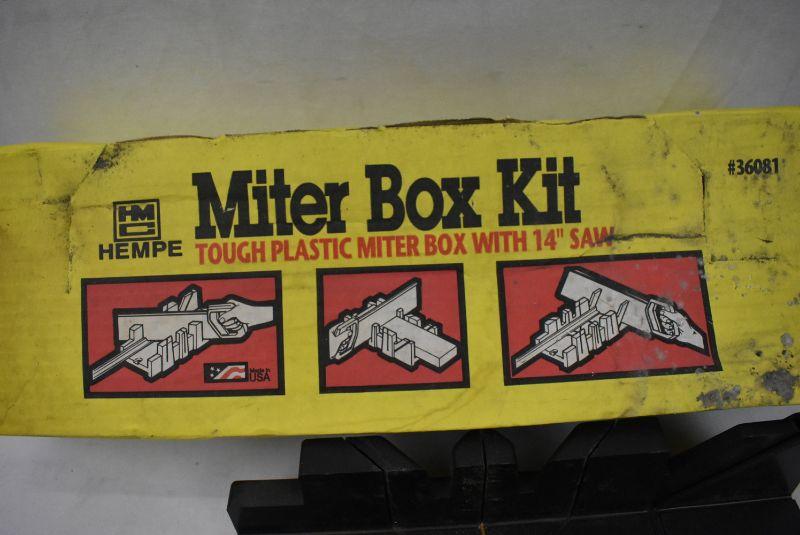 Miter Box Kit
#36081
HMC
HEMPE
TOUGH PLASTIC MITER BOX WITH 14" SAW
Made in
USA